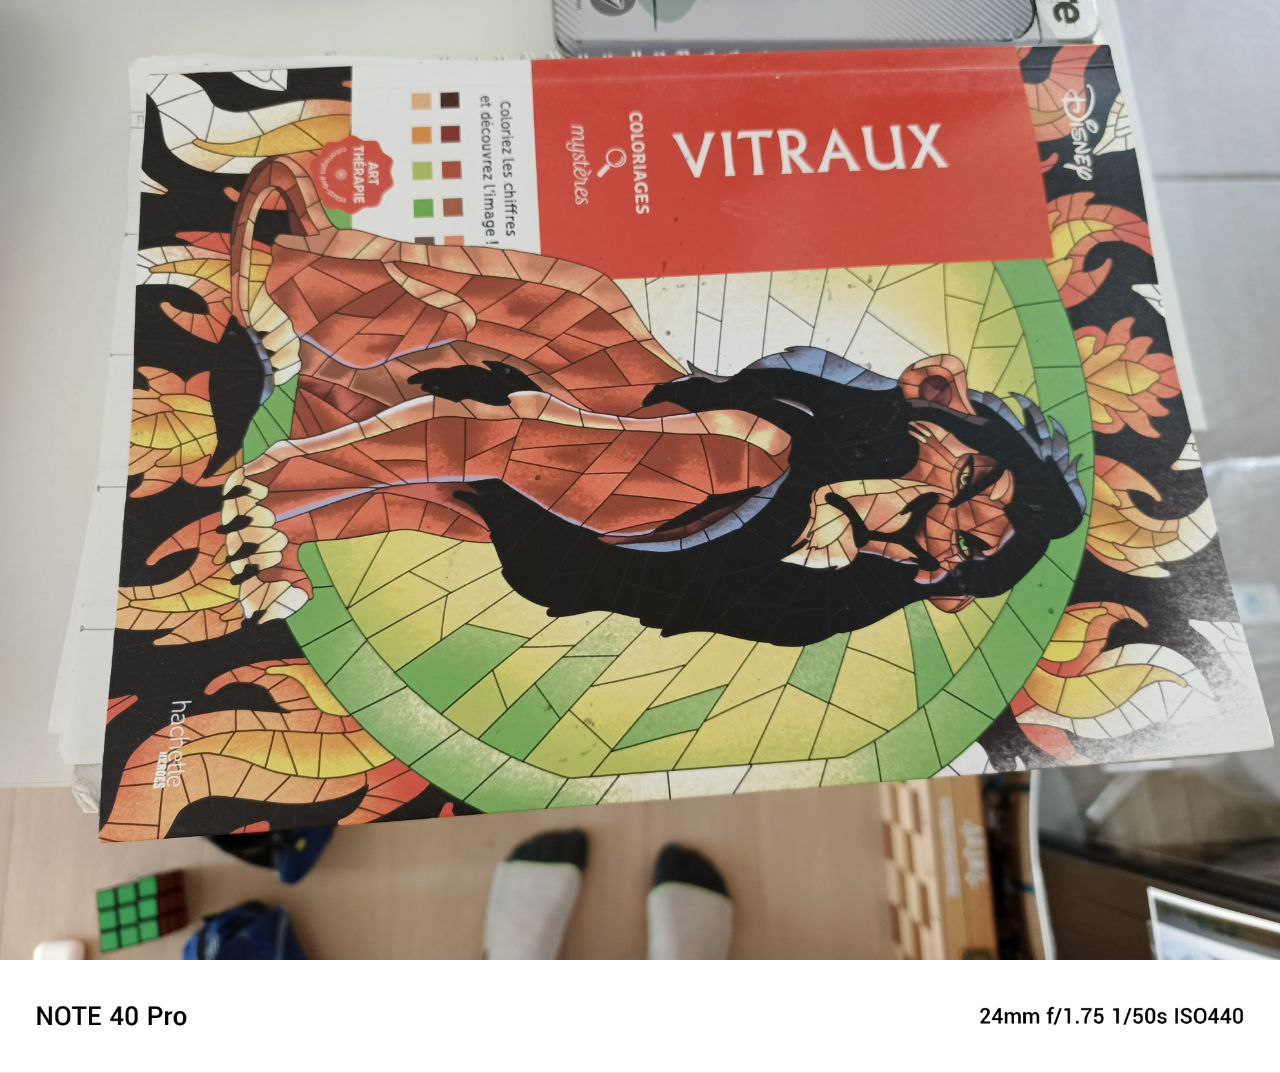 Disney
VITRAUX
COLORIAGES
mystères
Coloriez les chiffres
et découvrez l'image !
ART
THÉRAPIE
hachette
HEROES
NOTE 40 Pro
24mm f/1.75 1/50s ISO440